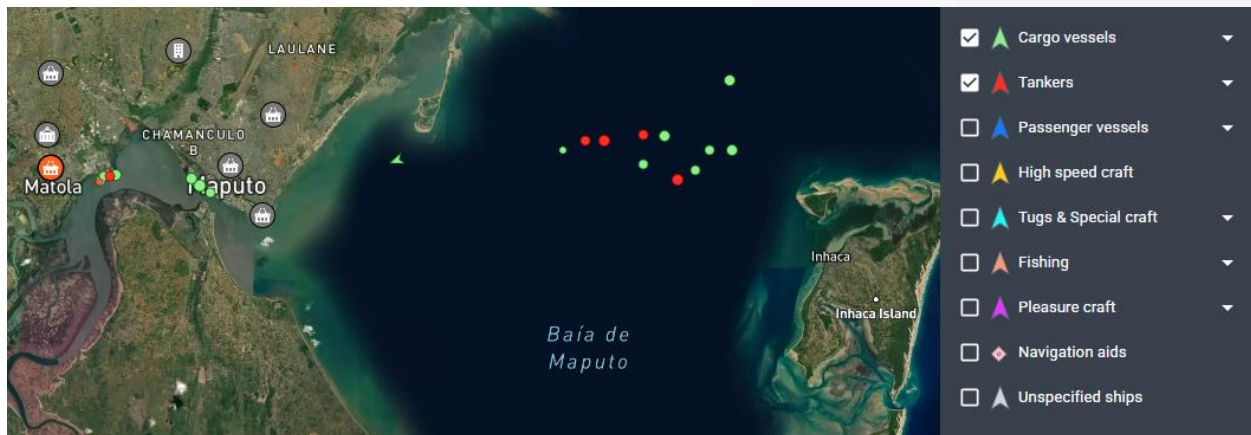 LAULANE
CHAMANCULO
B
Matola
Maputo
Inhaca
Inhaca Island
Baía de
Maputo
Cargo vessels
Tankers
Passenger vessels
High speed craft
Tugs & Special craft
Fishing
Pleasure craft
Navigation aids
Unspecified ships